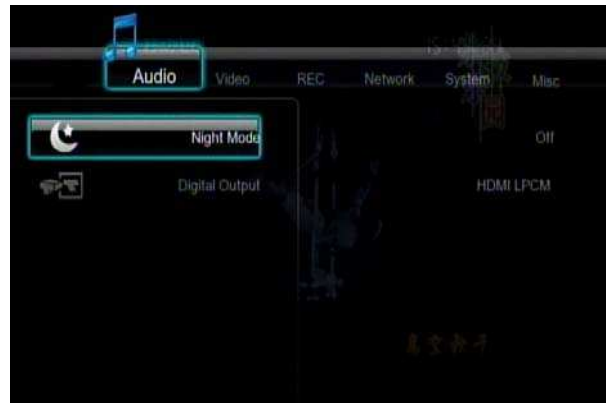 Audio Video REC Network System Misc
Night Mode Off
Digital Output HDMI LPCM